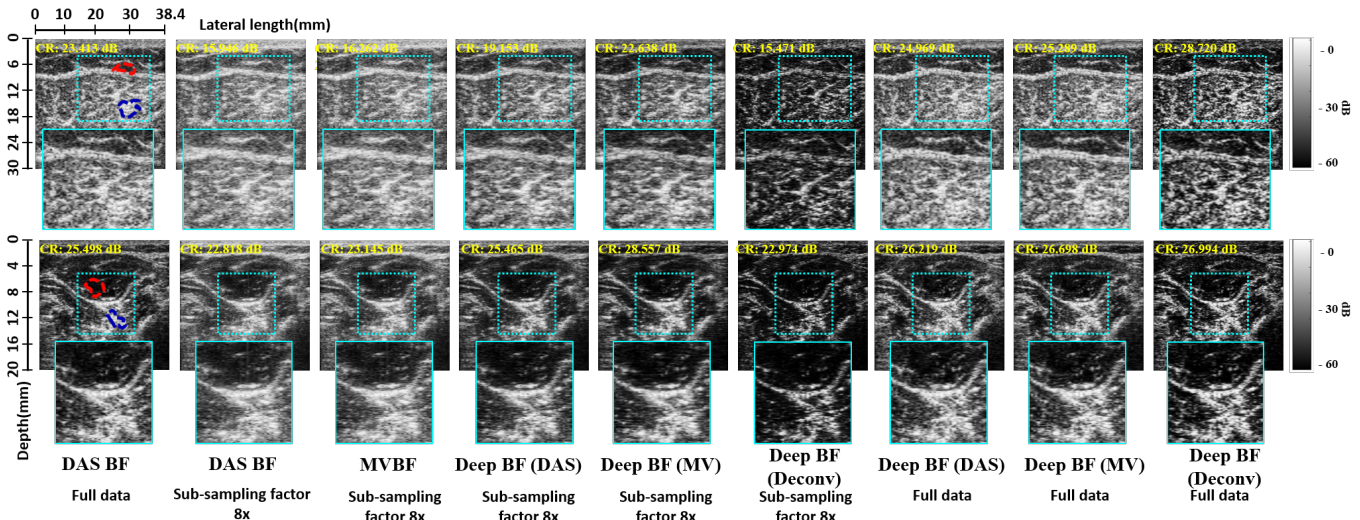 0 10 20 30 38.4
Lateral length(mm)
0
6
12
18
24
30
CR: 23.413 dB
CR: 15.946 dB
CR: 16.262 dB
CR: 19.153 dB
CR: 22.638 dB
CR: 15.471 dB
CR: 24.969 dB
CR: 25.289 dB
CR: 28.720 dB
- 0
- 30
- 60
dB
0
4
8
12
16
20
Depth(mm)
CR: 25.498 dB
CR: 22.818 dB
CR: 23.145 dB
CR: 25.465 dB
CR: 28.557 dB
CR: 22.974 dB
CR: 26.219 dB
CR: 26.698 dB
CR: 26.994 dB
- 0
- 30
- 60
dB
DAS BF
Full data
DAS BF
Sub-sampling factor
8x
MVBF
Sub-sampling
factor 8x
Deep BF (DAS)
Sub-sampling
factor 8x
Deep BF (MV)
Sub-sampling
factor 8x
Deep BF
(Deconv)
Sub-sampling
factor 8x
Deep BF (DAS)
Full data
Deep BF (MV)
Full data
Deep BF
(Deconv)
Full data